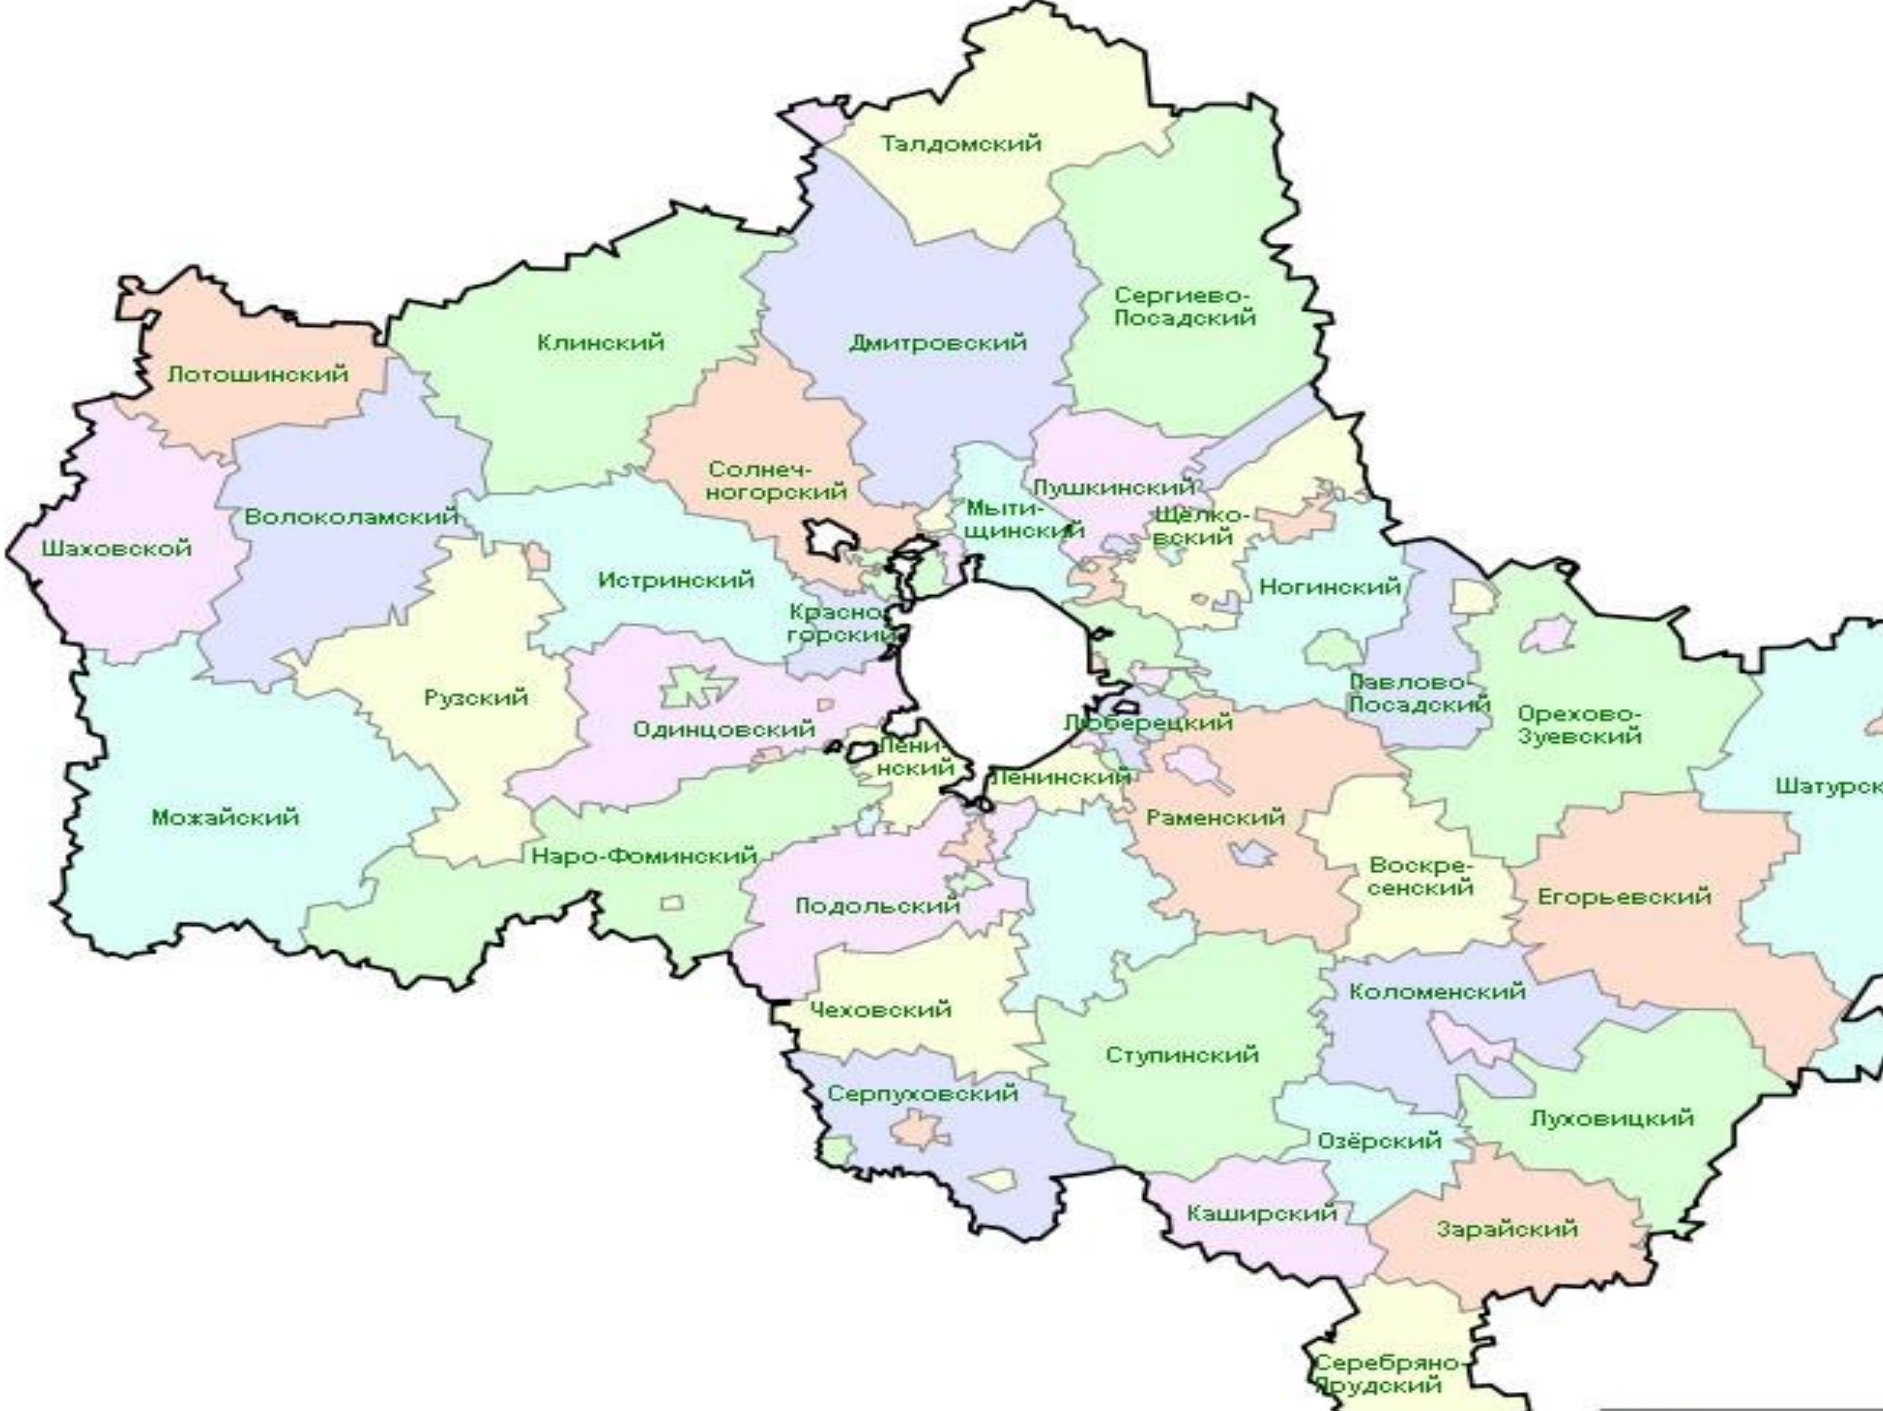 Талдомский
Сергиево-
Посадский
Клинский
Дмитровский
Лотошинский
Солнеч-
ногорский
Пушкинский
Волоколамский
Мыти-
щинский
Щёлко-
вский
Шаховской
Истринский
Ногинский
Красно
горский
Рузский
Павлово-
Посадский
Одинцовский
Люберецкий
Орехово-
Зуевский
Лени-
нский
Ленинский
Шатурск
Можайский
Раменский
Наро-Фоминский
Воскре-
сенский
Подольский
Егорьевский
Чеховский
Коломенский
Ступинский
Серпуховский
Луховицкий
Озёрский
Каширский
Зарайский
Серебряно-
Прудский